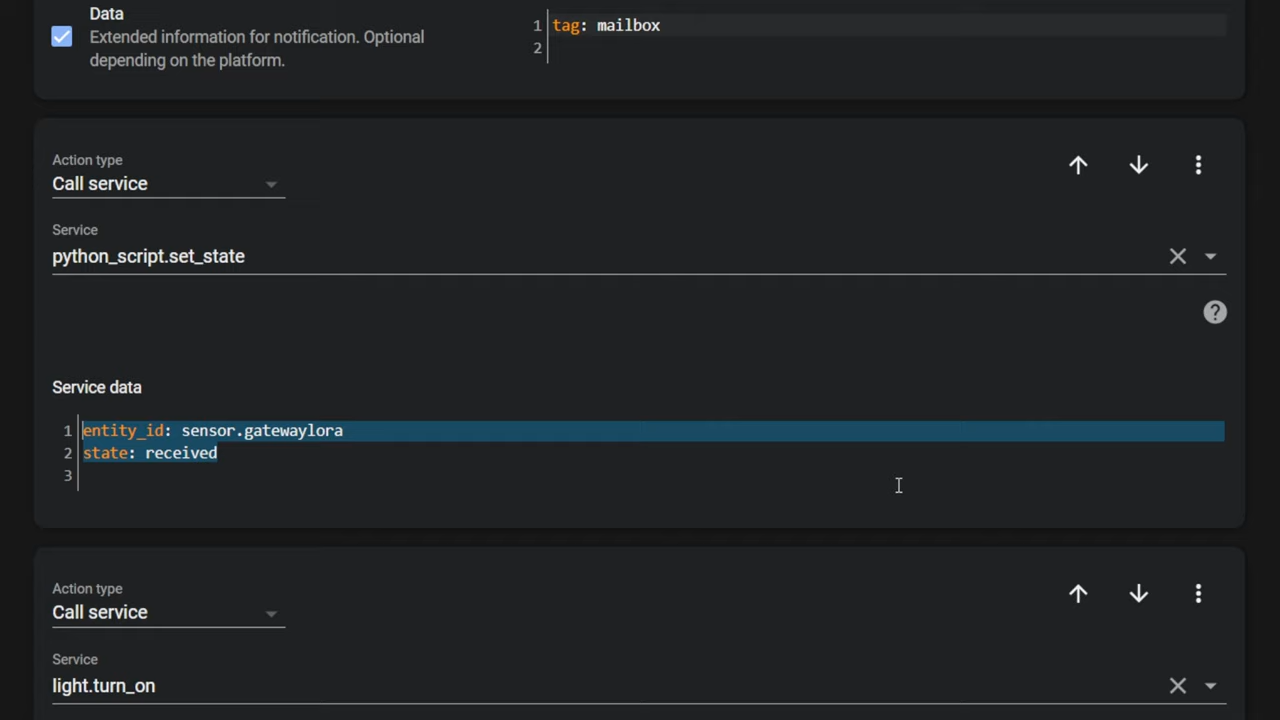 Data
Extended information for notification. Optional
depending on the platform.
1 tag: mailbox
2
Action type
Call service
Service
python_script.set_state
?
Service data
1 entity_id: sensor.gatewaylora
2 state: received
3
Action type
Call service
Service
light.turn_on